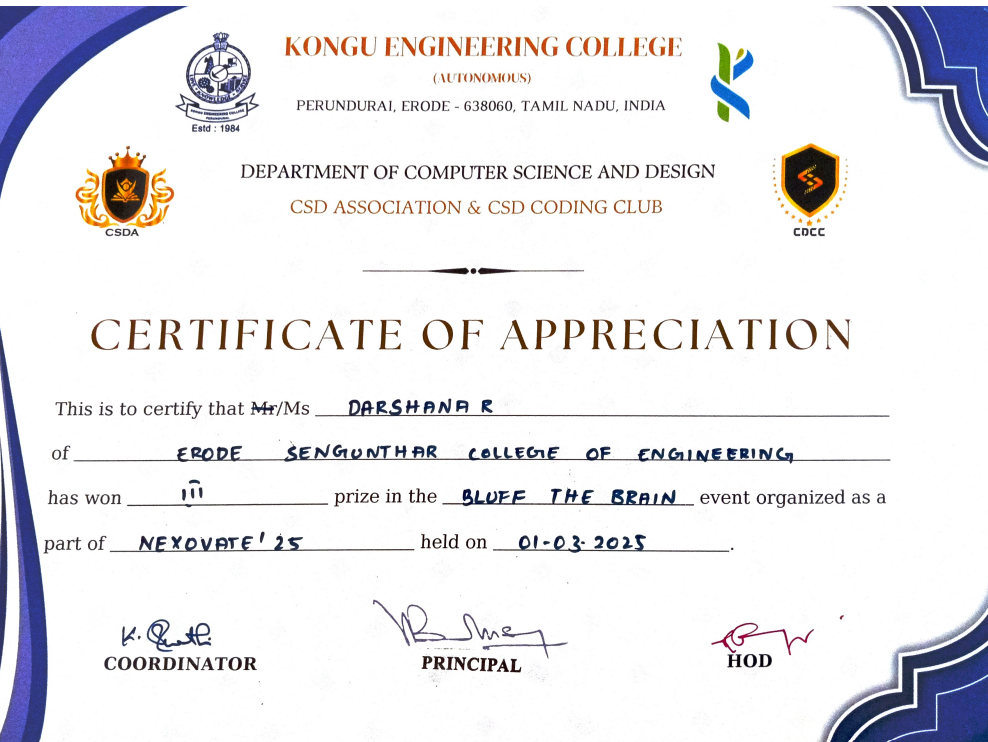 KONGU ENGINEERING COLLEGE
(AUTONOMOUS)
PERUNDURAI, ERODE - 638060, TAMIL NADU, INDIA
Estd : 1984
DEPARTMENT OF COMPUTER SCIENCE AND DESIGN
CSD ASSOCIATION & CSD CODING CLUB
CSDA
CDCC
CERTIFICATE OF APPRECIATION
This is to certify that Mr/Ms DARSHANA R
of ERODE SENGUNTHAR COLLEGE OF ENGINEERING
has won III prize in the BLUFF THE BRAIN event organized as a
part of NEXOVATE' 25 held on 01-03-2025.
COORDINATOR
PRINCIPAL
HOD